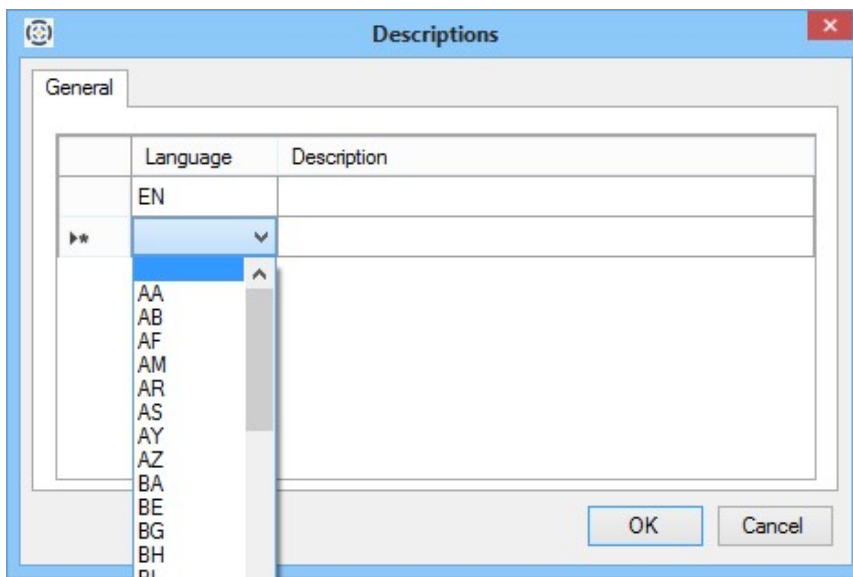 Descriptions
General
Language Description
EN
AA
AB
AF
AM
AR
AS
AY
AZ
BA
BE
BG
BH
OK Cancel